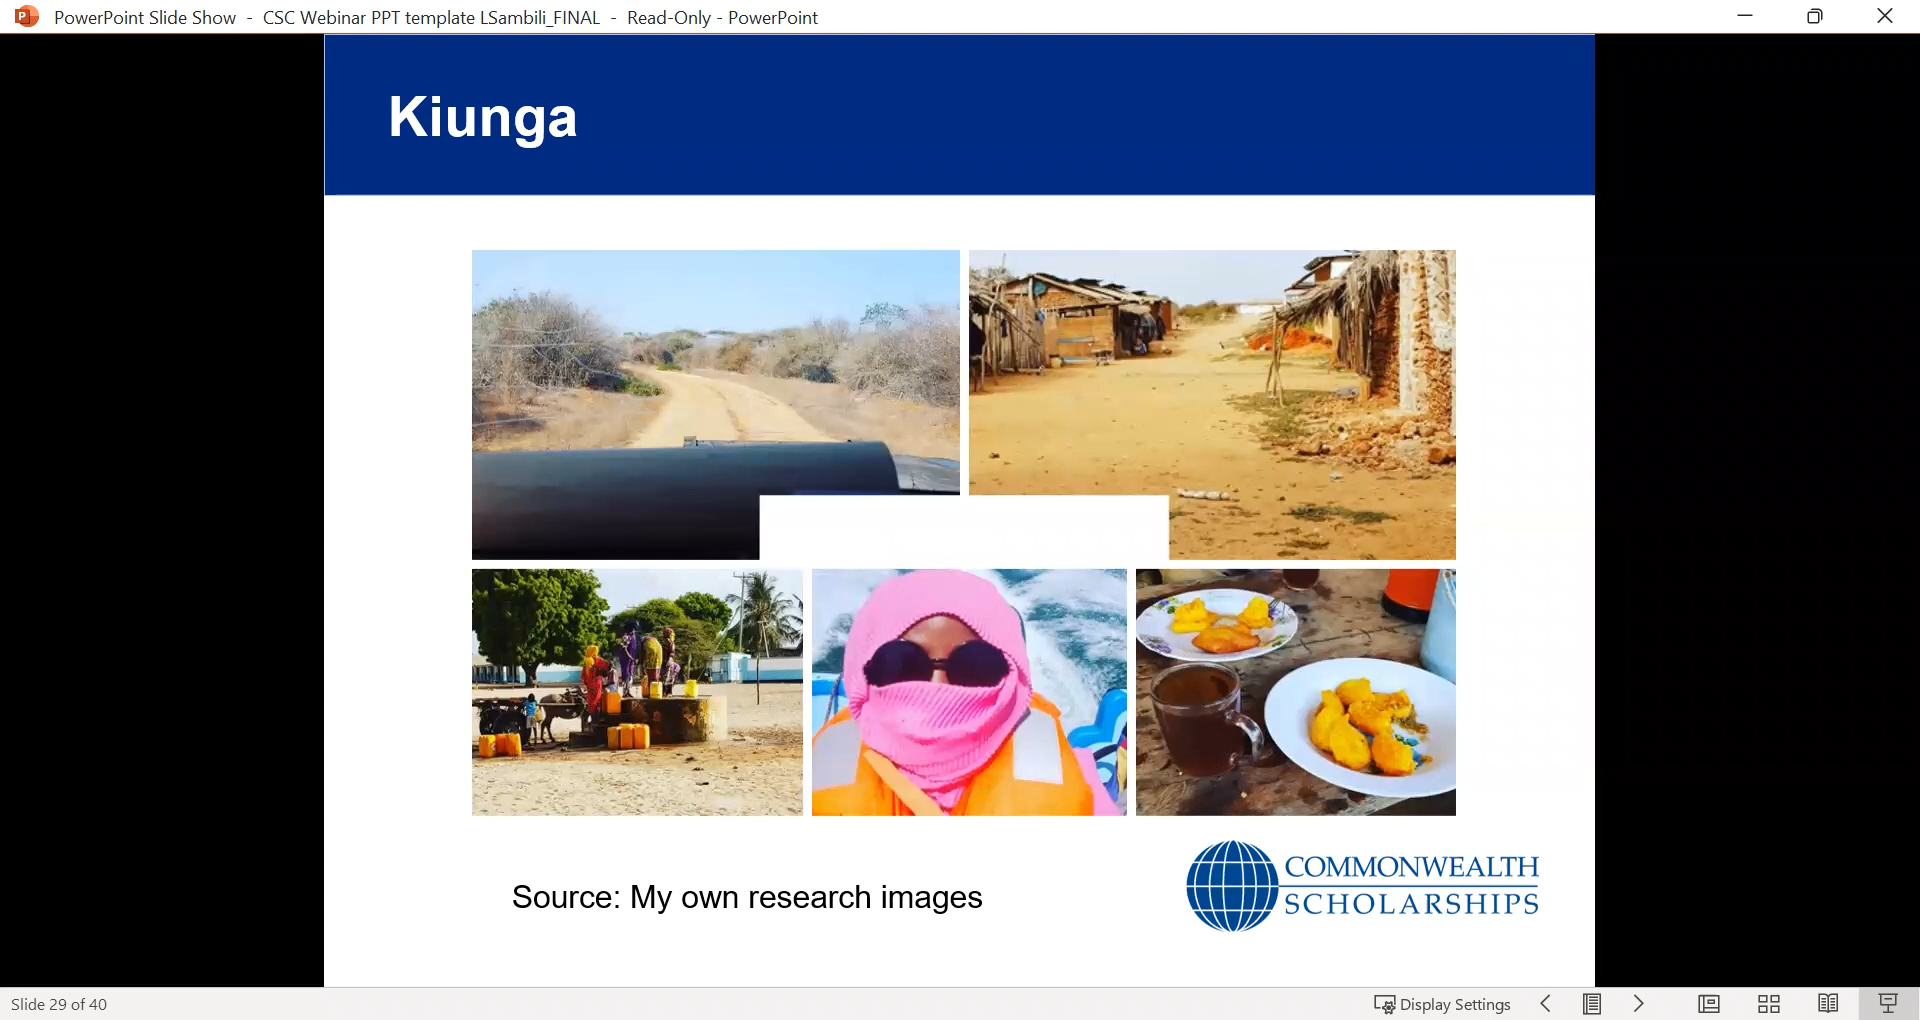 PowerPoint Slide Show - CSC Webinar PPT template LSambili_FINAL - Read-Only - PowerPoint
Kiunga
Source: My own research images
COMMONWEALTH
SCHOLARSHIPS
Slide 29 of 40
Display Settings